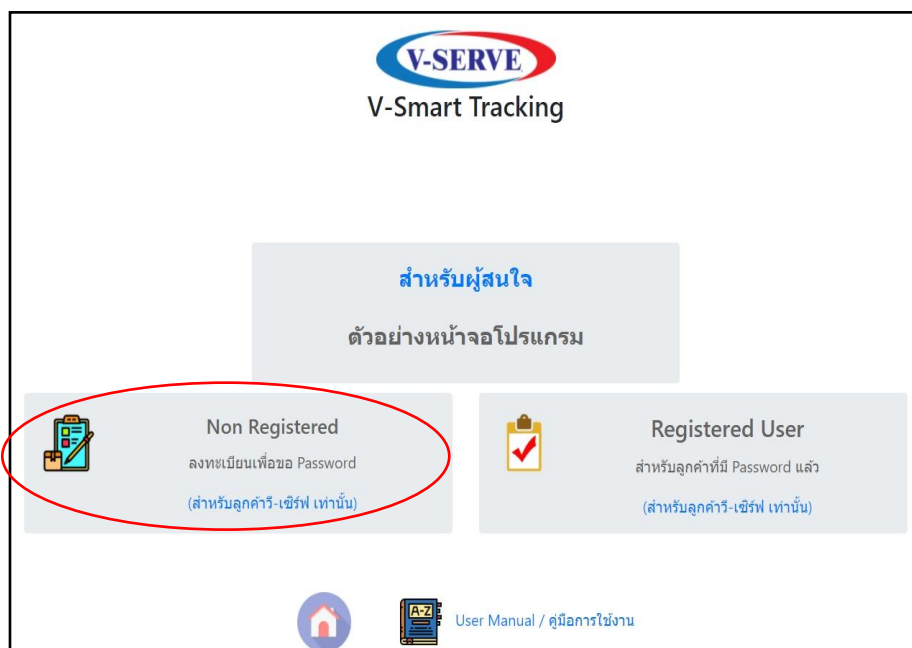 V-SERVE
V-Smart Tracking
สำหรับผู้สนใจ
ตัวอย่างหน้าจอโปรแกรม
Non Registered
ลงทะเบียนเพื่อขอ Password
(สำหรับลูกค้าวี-เซิร์ฟ เท่านั้น)
Registered User
สำหรับลูกค้าที่มี Password แล้ว
(สำหรับลูกค้าวี-เซิร์ฟ เท่านั้น)
A-Z
User Manual / คู่มือการใช้งาน